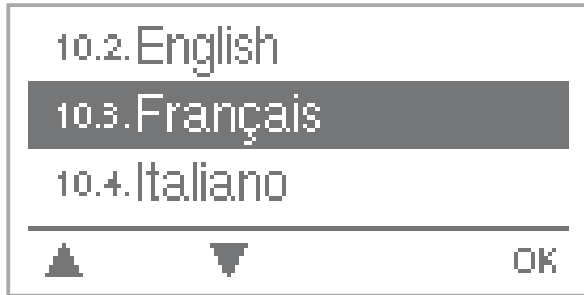 10.2. English
10.3. Français
10.4. Italiano
▲ ▼ OK